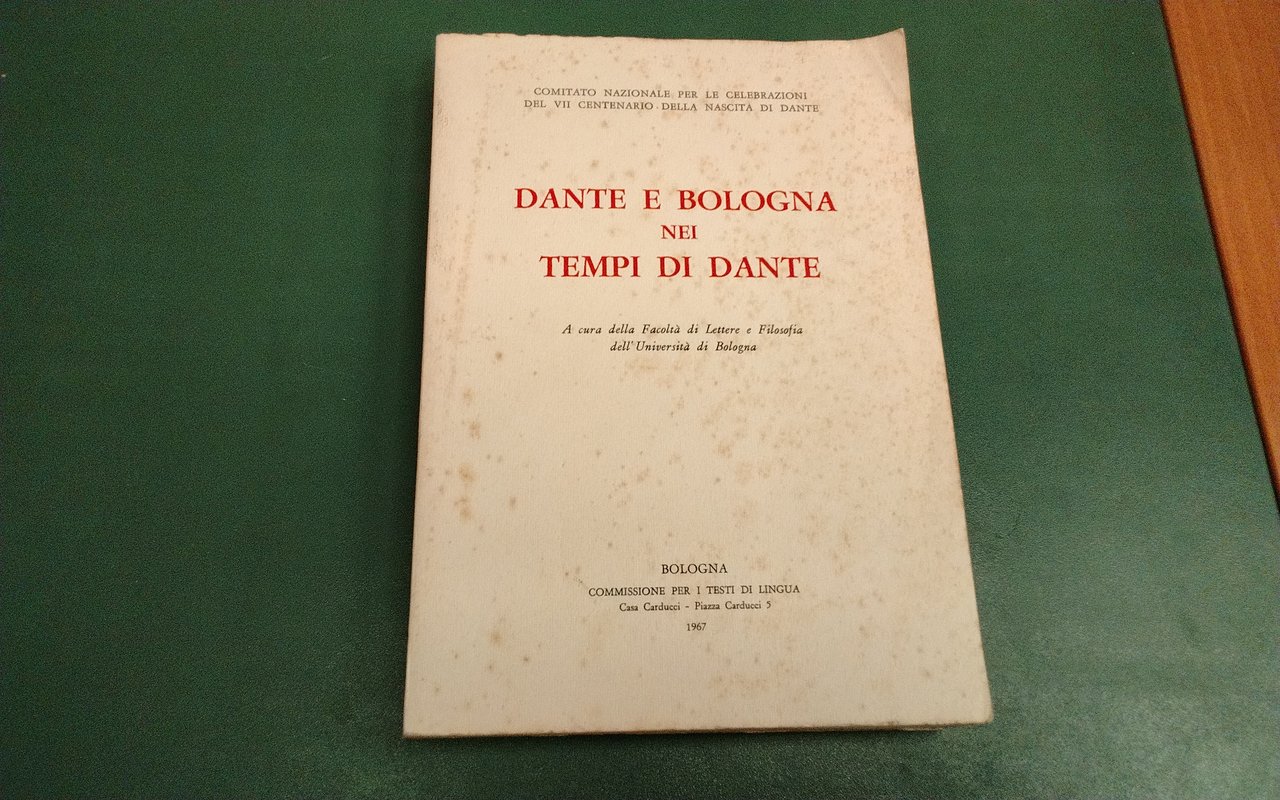 COMITATO NAZIONALE PER LE CELEBRAZIONI
DEL VII CENTENARIO DELLA NASCITA DI DANTE
DANTE E BOLOGNA
NEI
TEMPI DI DANTE
A cura della Facoltà di Lettere e Filosofia
dell'Università di Bologna
BOLOGNA
COMMISSIONE PER I TESTI DI LINGUA
Casa Carducci - Piazza Carducci 5
1967